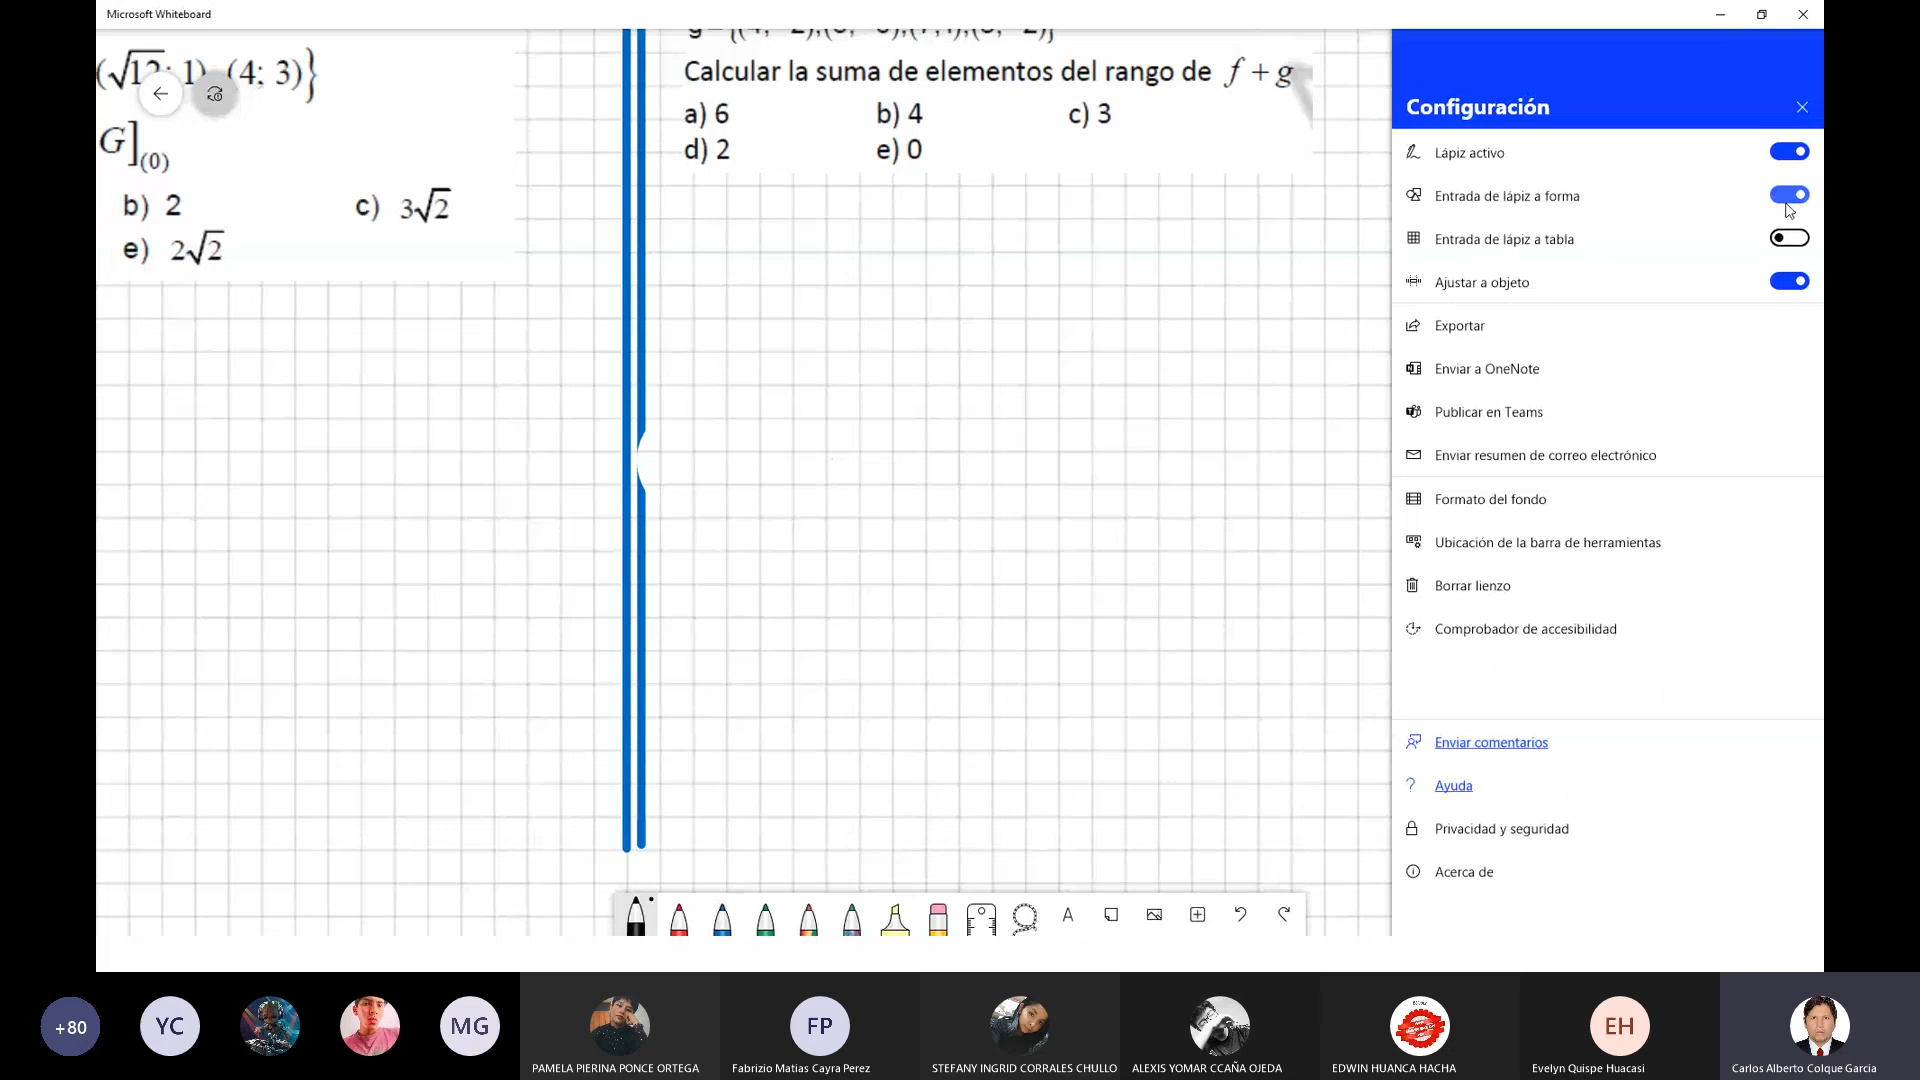 Microsoft Whiteboard
(√12; 1) (4; 3)}
G](0)
b) 2
c) 3√2
e) 2√2
Calcular la suma de elementos del rango de f + g
a) 6
b) 4
c) 3
d) 2
e) 0
Configuración
Lápiz activo
Entrada de lápiz a forma
Entrada de lápiz a tabla
Ajustar a objeto
Exportar
Enviar a OneNote
Publicar en Teams
Enviar resumen de correo electrónico
Formato del fondo
Ubicación de la barra de herramientas
Borrar lienzo
Comprobador de accesibilidad
Enviar comentarios
Ayuda
Privacidad y seguridad
Acerca de
+80
YC
MG
PAMELA PIERINA PONCE ORTEGA
FP
Fabrizio Matias Cayra Perez
STEFANY INGRID CORRALES CHULLO
ALEXIS YOMAR CCAÑA OJEDA
EDWIN HUANCA HACHA
EH
Evelyn Quispe Huacasi
Carlos Alberto Colque Garcia